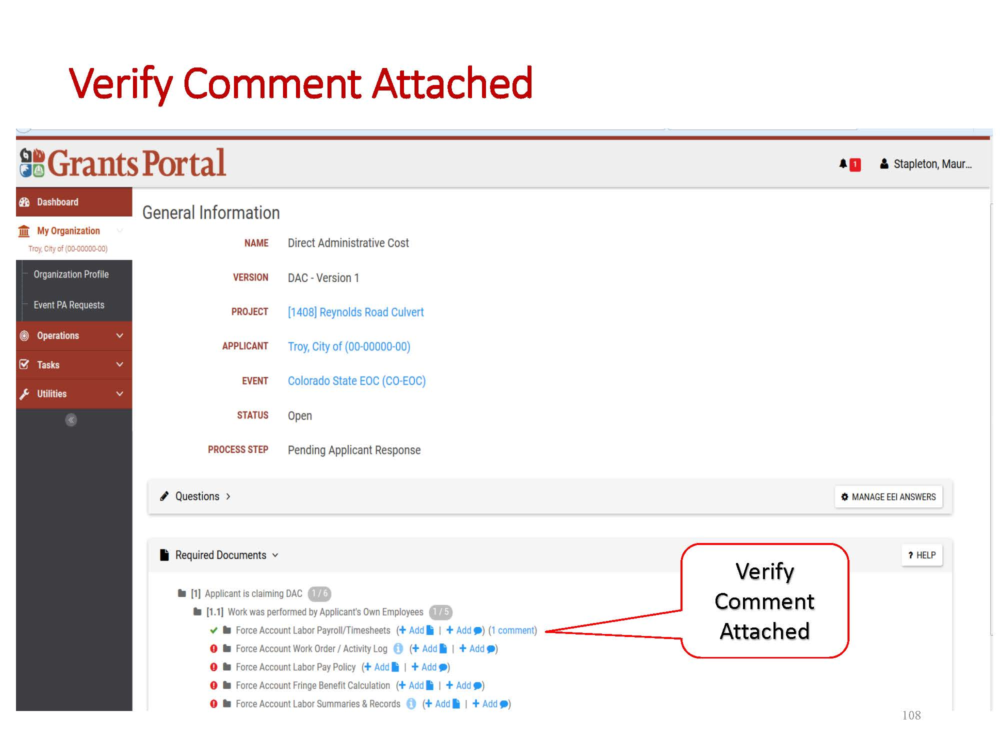 Verify Comment Attached
Grants Portal
1
Stapleton, Maur...
Dashboard
My Organization
Troy, City of (00-00000-00)
Organization Profile
Event PA Requests
Operations
Tasks
Utilities
General Information
NAME Direct Administrative Cost
VERSION DAC - Version 1
PROJECT [1408] Reynolds Road Culvert
APPLICANT Troy, City of (00-00000-00)
EVENT Colorado State EOC (CO-EOC)
STATUS Open
PROCESS STEP Pending Applicant Response
Questions >
MANAGE EEI ANSWERS
Required Documents
? HELP
[1] Applicant is claiming DAC 1 / 6
[1.1] Work was performed by Applicant's Own Employees 1 / 5
Force Account Labor Payroll/Timesheets (+ Add | + Add) (1 comment)
Force Account Work Order / Activity Log (+ Add | + Add)
Force Account Labor Pay Policy (+ Add | + Add)
Force Account Fringe Benefit Calculation (+ Add | + Add)
Force Account Labor Summaries & Records (+ Add | + Add)
Verify
Comment
Attached
108